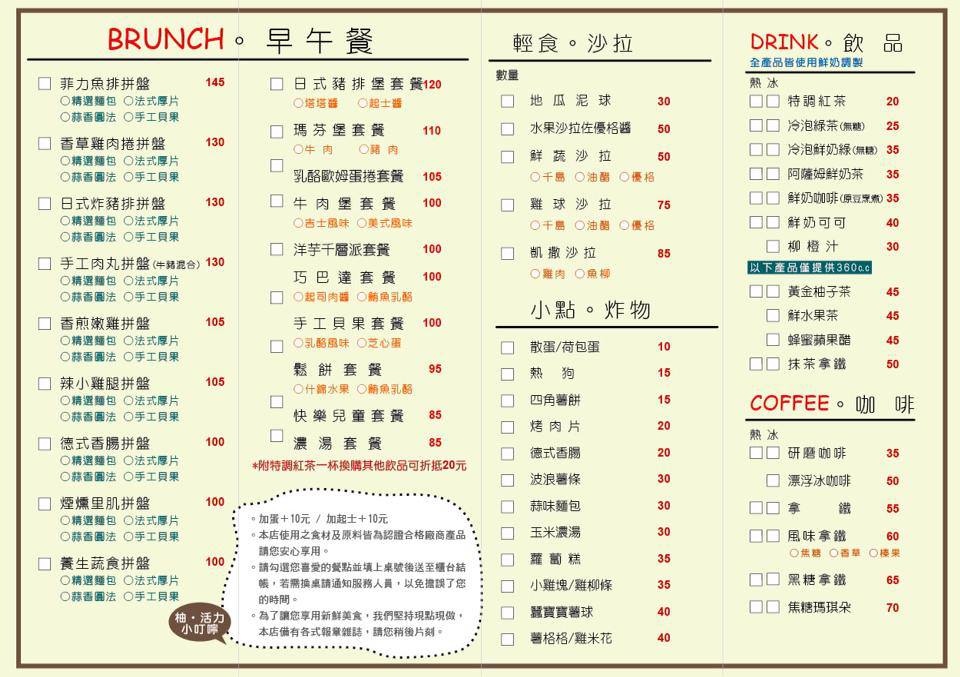 BRUNCH。早午餐
菲力魚排拼盤 145
○精選麵包 ○法式厚片
○蒜香圓法 ○手工貝果
香草雞肉捲拼盤 130
○精選麵包 ○法式厚片
○蒜香圓法 ○手工貝果
日式炸豬排拼盤 130
○精選麵包 ○法式厚片
○蒜香圓法 ○手工貝果
手工肉丸拼盤(牛豬混合) 130
○精選麵包 ○法式厚片
○蒜香圓法 ○手工貝果
香煎嫩雞拼盤 105
○精選麵包 ○法式厚片
○蒜香圓法 ○手工貝果
辣小雞腿拼盤 105
○精選麵包 ○法式厚片
○蒜香圓法 ○手工貝果
德式香腸拼盤 100
○精選麵包 ○法式厚片
○蒜香圓法 ○手工貝果
煙燻里肌拼盤 100
○精選麵包 ○法式厚片
○蒜香圓法 ○手工貝果
養生蔬食拼盤 100
○精選麵包 ○法式厚片
○蒜香圓法 ○手工貝果
日式豬排堡套餐 120
○塔塔醬 ○起士醬
瑪芬堡套餐 110
○牛肉 ○豬肉
乳酪歐姆蛋捲套餐 105
牛肉堡套餐 100
○吉士風味 ○美式風味
洋芋千層派套餐 100
巧巴達套餐 100
○起司肉醬 ○鮪魚乳酪
手工貝果套餐 100
○乳酪風味 ○芝心蛋
鬆餅套餐 95
○什錦水果 ○鮪魚乳酪
快樂兒童套餐 85
濃湯套餐 85
*附特調紅茶一杯換購其他飲品可折抵20元
柚・活力
小叮嚀
。加蛋＋10元 / 加起士＋10元
。本店使用之食材及原料皆為認證合格廠商產品
請您安心享用。
。請勾選您喜愛的餐點並填上桌號後送至櫃台結
帳，若需換桌請通知服務人員，以免擔誤了您
的時間。
。為了讓您享用新鮮美食，我們堅持現點現做，
本店備有各式報章雜誌，請您稍後片刻。
輕食。沙拉
數量
地瓜泥球 30
水果沙拉佐優格醬 50
鮮蔬沙拉 50
○千島 ○油醋 ○優格
雞球沙拉 75
○千島 ○油醋 ○優格
凱撒沙拉 85
○雞肉 ○魚柳
小點。炸物
散蛋/荷包蛋 10
熱狗 15
四角薯餅 15
烤肉片 20
德式香腸 20
波浪薯條 30
蒜味麵包 30
玉米濃湯 30
蘿蔔糕 35
小雞塊/雞柳條 35
蠶寶寶薯球 40
薯格格/雞米花 40
DRINK。飲品
全產品皆使用鮮奶調製
熱 冰
特調紅茶 20
冷泡綠茶(無糖) 25
冷泡鮮奶綠(無糖) 35
阿薩姆鮮奶茶 35
鮮奶咖啡(原豆烹煮) 35
鮮奶可可 40
柳橙汁 30
以下產品僅提供360c.c
黃金柚子茶 45
鮮水果茶 45
蜂蜜蘋果醋 45
抹茶拿鐵 50
COFFEE。咖啡
熱 冰
研磨咖啡 35
漂浮冰咖啡 50
拿鐵 55
風味拿鐵 60
○焦糖 ○香草 ○榛果
黑糖拿鐵 65
焦糖瑪琪朵 70